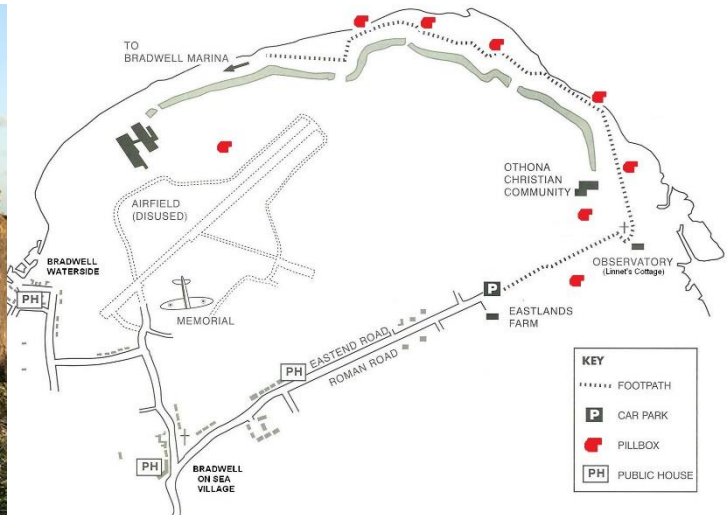 TO
BRADWELL MARINA
AIRFIELD
(DISUSED)
OTHONA
CHRISTIAN
COMMUNITY
BRADWELL
WATERSIDE
PH
MEMORIAL
OBSERVATORY
(Linnet's Cottage)
P
EASTLANDS
FARM
EASTEND ROAD
ROMAN ROAD
PH
PH
BRADWELL
ON SEA
VILLAGE
KEY
FOOTPATH
P CAR PARK
PILLBOX
PH PUBLIC HOUSE